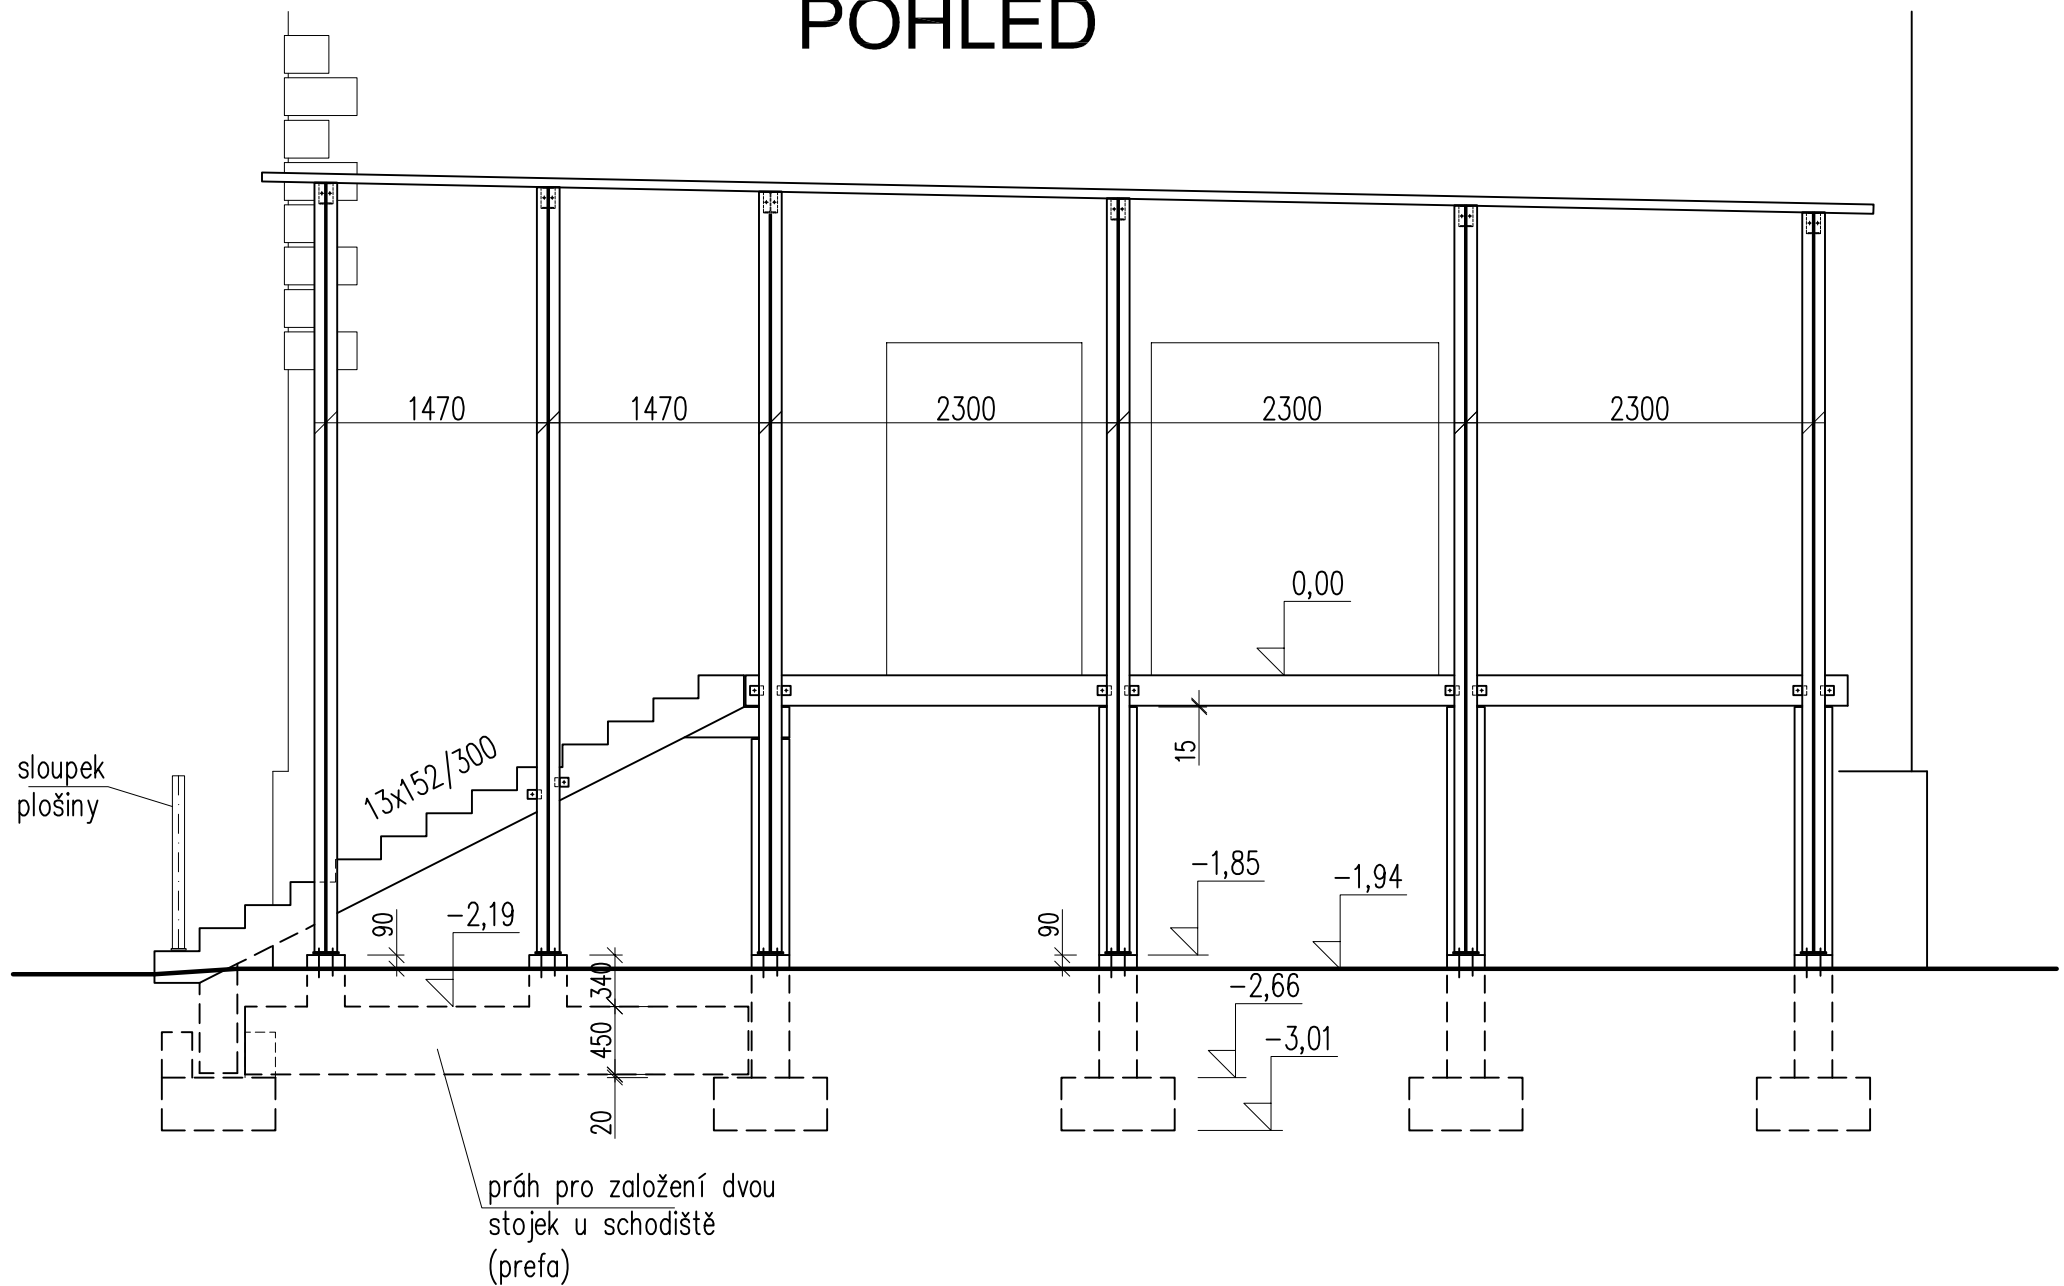 POHLED
1470
1470
2300
2300
2300
0,00
15
13x152/300
sloupek
plošiny
-1,85
-1,94
90
-2,19
90
340
-2,66
450
-3,01
20
práh pro založení dvou
stojek u schodiště
(prefa)